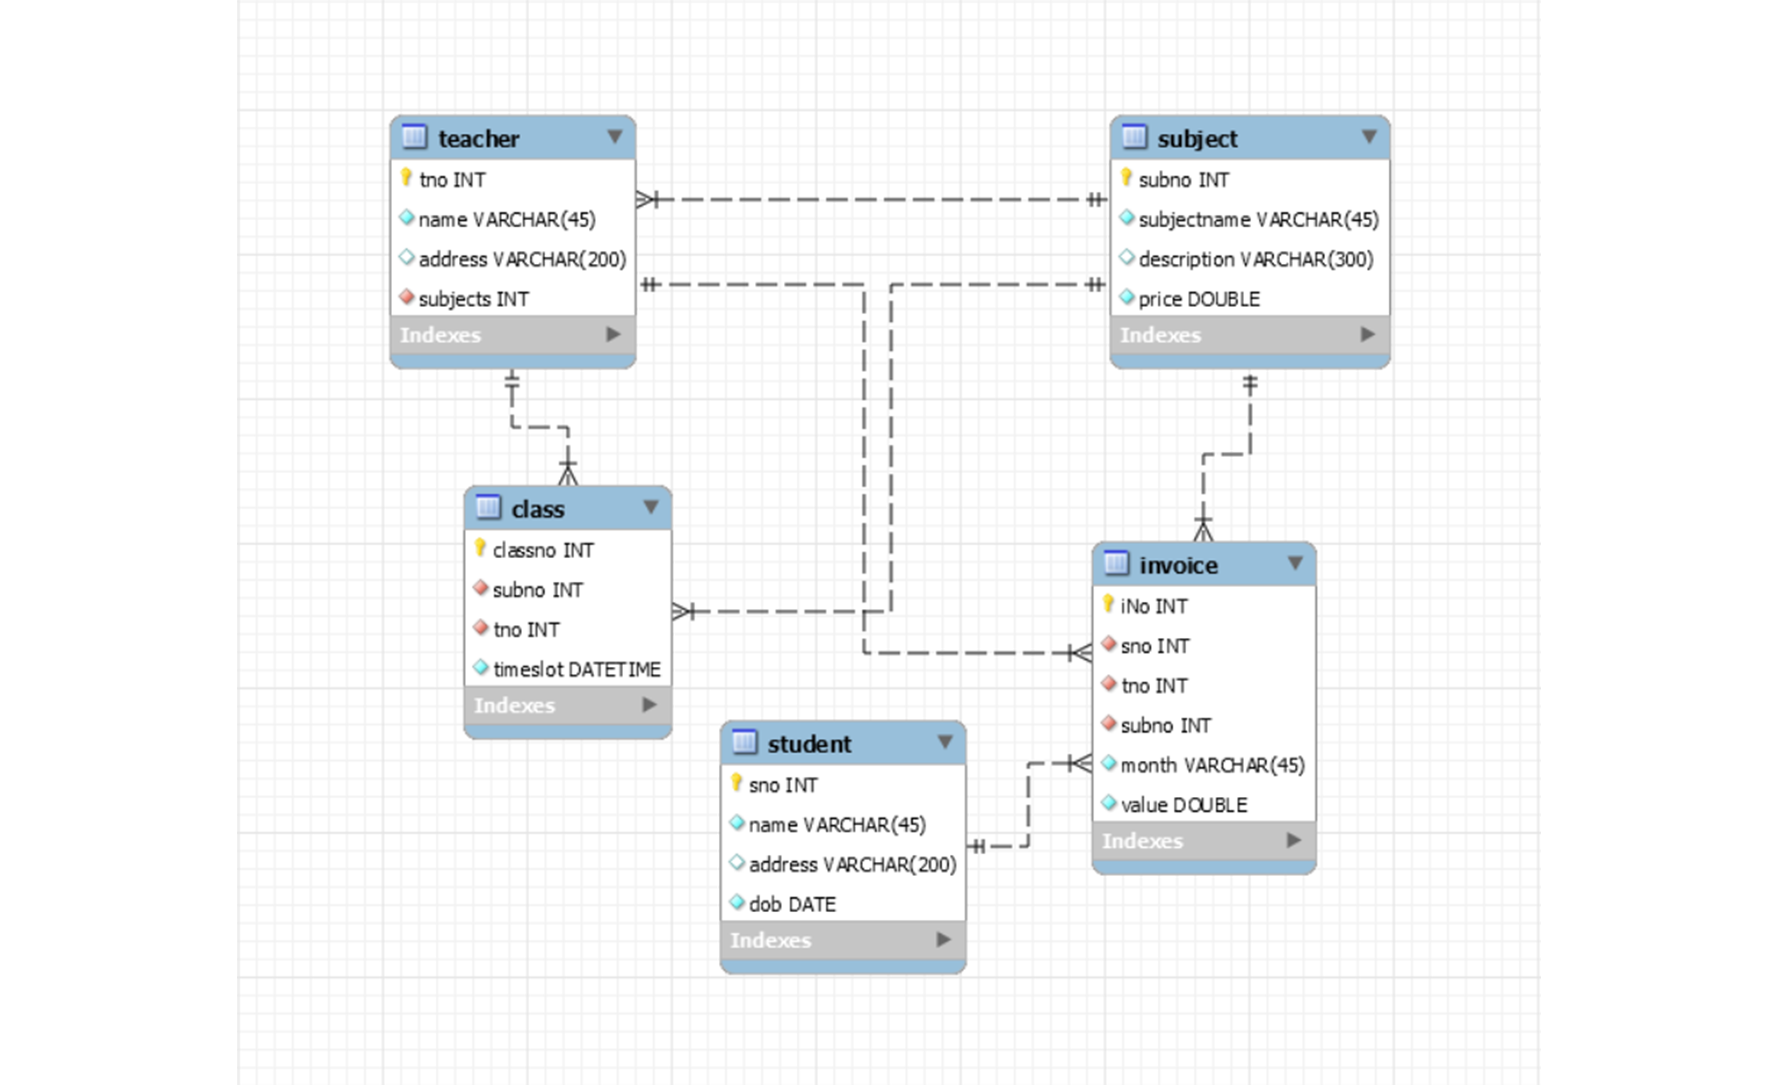 teacher
tno INT
name VARCHAR(45)
address VARCHAR(200)
subjects INT
Indexes
subject
subno INT
subjectname VARCHAR(45)
description VARCHAR(300)
price DOUBLE
Indexes
class
classno INT
subno INT
tno INT
timeslot DATETIME
Indexes
invoice
iNo INT
sno INT
tno INT
subno INT
month VARCHAR(45)
value DOUBLE
Indexes
student
sno INT
name VARCHAR(45)
address VARCHAR(200)
dob DATE
Indexes